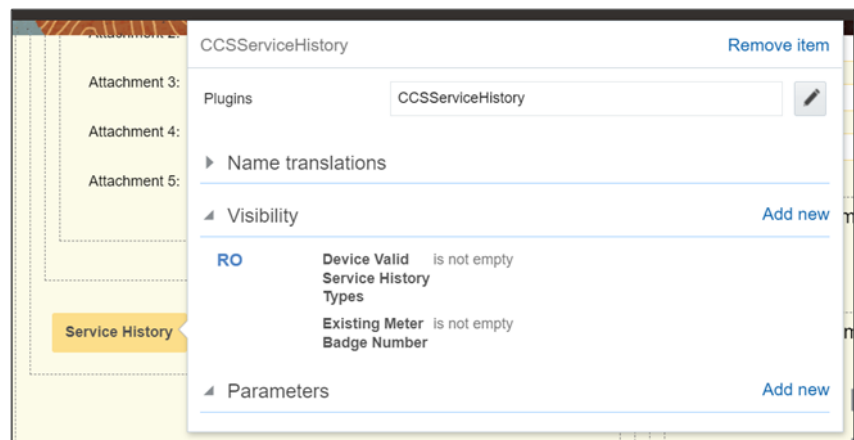 CCSServiceHistory Remove item
Plugins CCSServiceHistory
Attachment 3:
Attachment 4:
Attachment 5:
Name translations
Visibility Add new
RO Device Valid is not empty
Service History
Types
Existing Meter is not empty
Badge Number
Service History
Parameters Add new